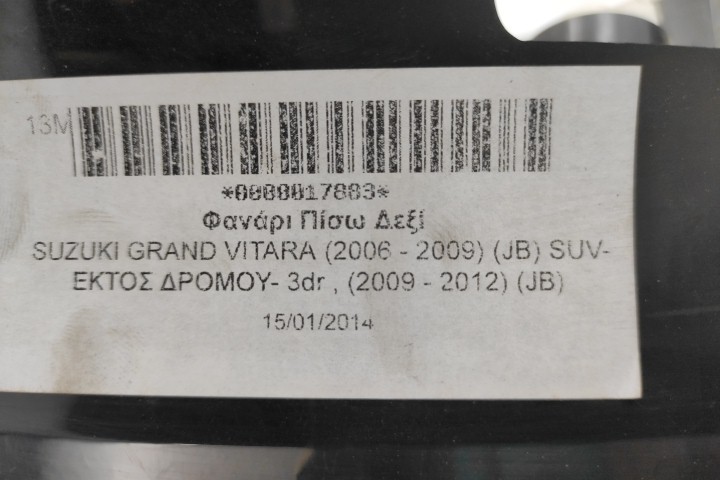 13M
*0000017883*
Φανάρι Πίσω Δεξί
SUZUKI GRAND VITARA (2006 - 2009) (JB) SUV-
ΕΚΤΟΣ ΔΡΟΜΟΥ- 3dr , (2009 - 2012) (JB)
15/01/2014